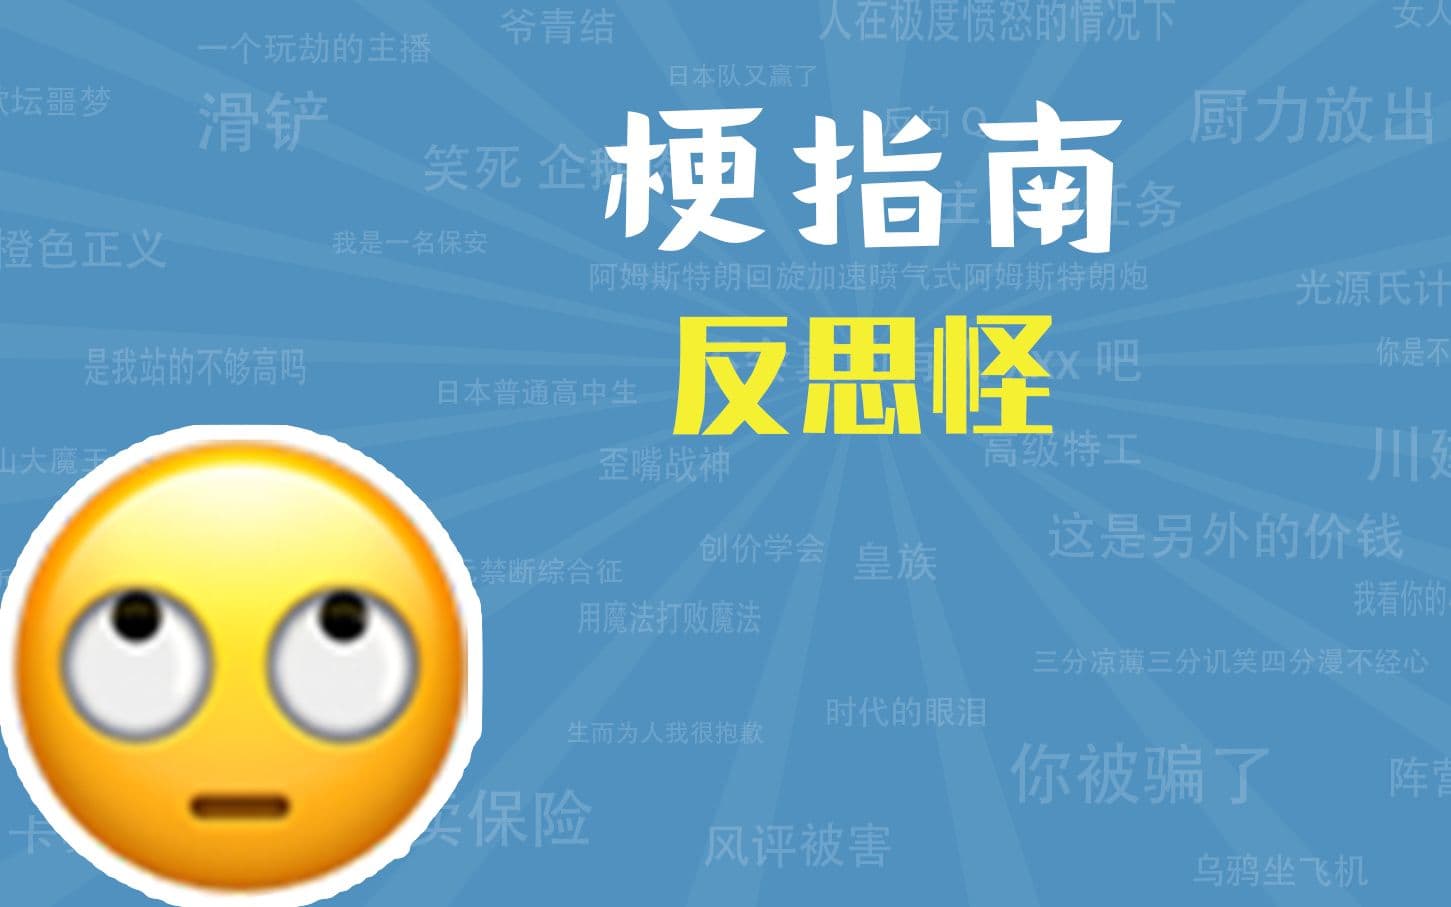 爷青结
人在极度愤怒的情况下
女人
一个玩劫的主播
日本队又赢了
坛噩梦
滑铲
反向 Q
厨力放出
笑死 企鹅
梗指南
主
任务
橙色正义
我是一名保安
阿姆斯特朗回旋加速喷气式阿姆斯特朗炮
光源氏计
反思怪
是我站的不够高吗
xx 吧
你是不
日本普通高中生
山大魔王
歪嘴战神
高级特工
川建
这是另外的价钱
创价学会
皇族
禁断综合征
用魔法打败魔法
我看你的
三分凉薄三分讥笑四分漫不经心
时代的眼泪
生而为人我很抱歉
你被骗了
阵营
卖保险
卡
风评被害
乌鸦坐飞机